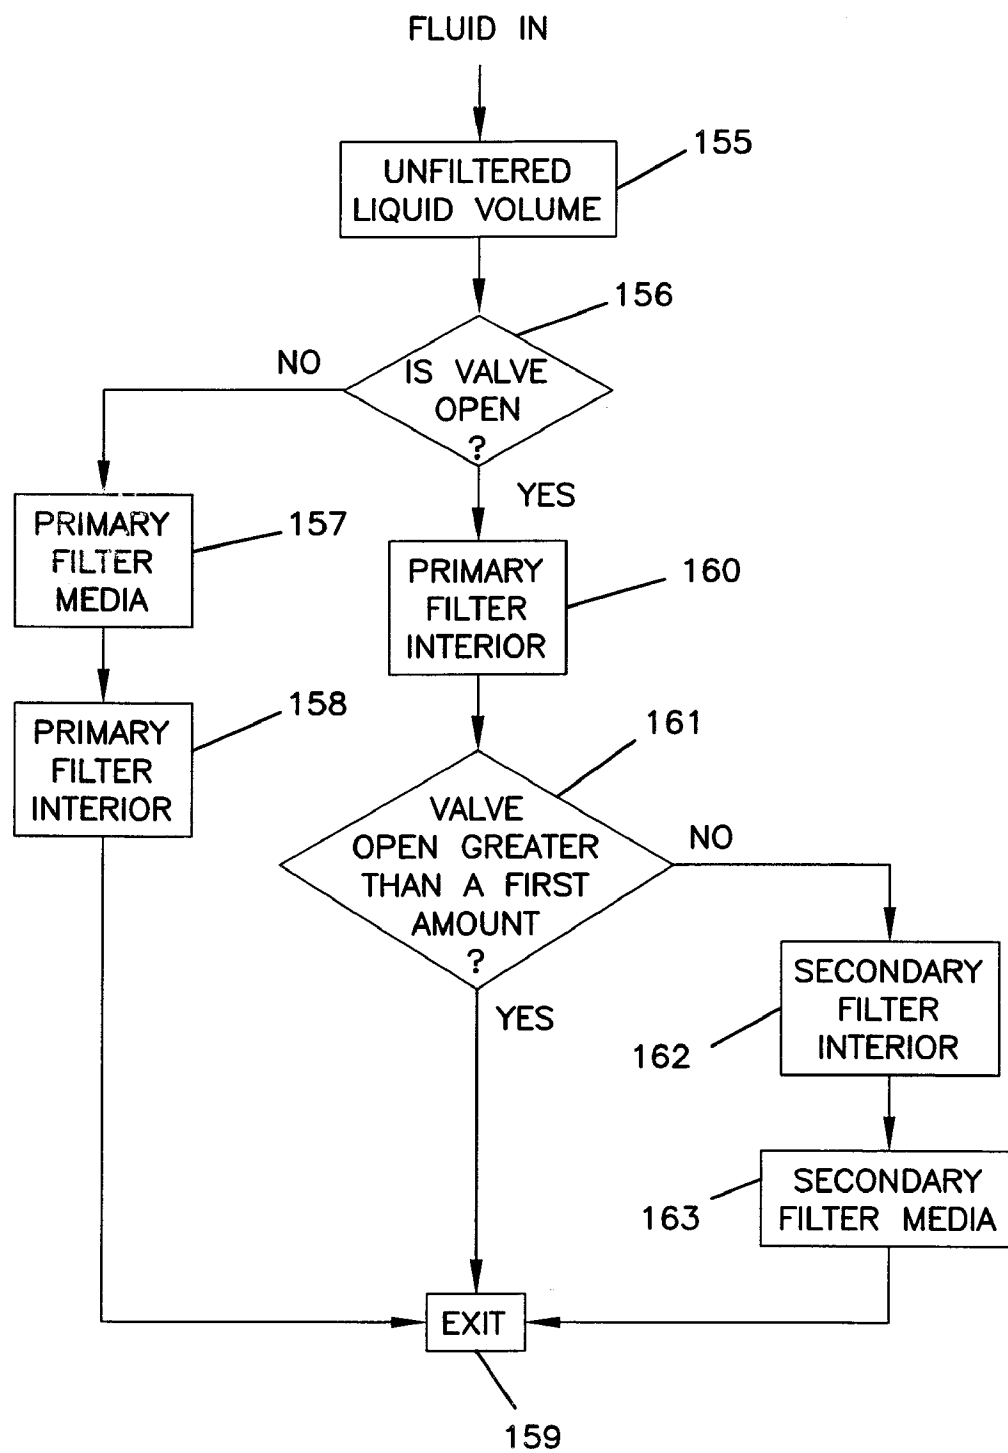 FLUID IN
155
UNFILTERED
LIQUID VOLUME
156
NO
IS VALVE
OPEN
?
YES
157
PRIMARY
FILTER
MEDIA
160
PRIMARY
FILTER
INTERIOR
158
PRIMARY
FILTER
INTERIOR
161
VALVE
OPEN GREATER
THAN A FIRST
AMOUNT
?
NO
YES
SECONDARY
FILTER
INTERIOR
162
SECONDARY
FILTER MEDIA
163
EXIT
159